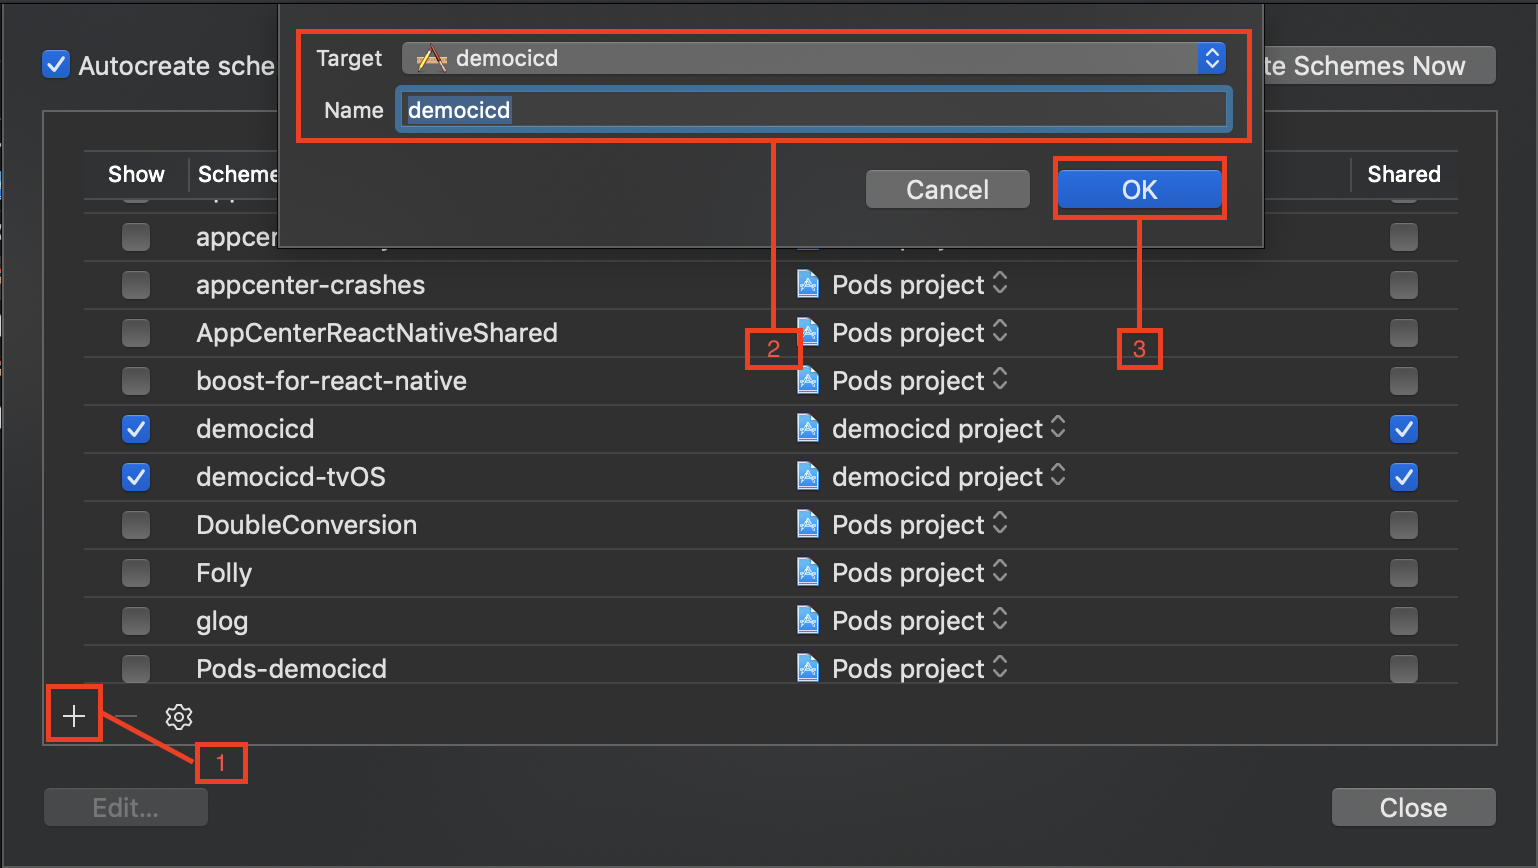 Target democicd
Autocreate sche
te Schemes Now
Name democicd
Show Scheme Shared
Cancel OK
appcen
appcenter-crashes Pods project
AppCenterReactNativeShared Pods project
2 3
boost-for-react-native Pods project
democicd democicd project
democicd-tvOS democicd project
DoubleConversion Pods project
Folly Pods project
glog Pods project
Pods-democicd Pods project
1
Edit... Close